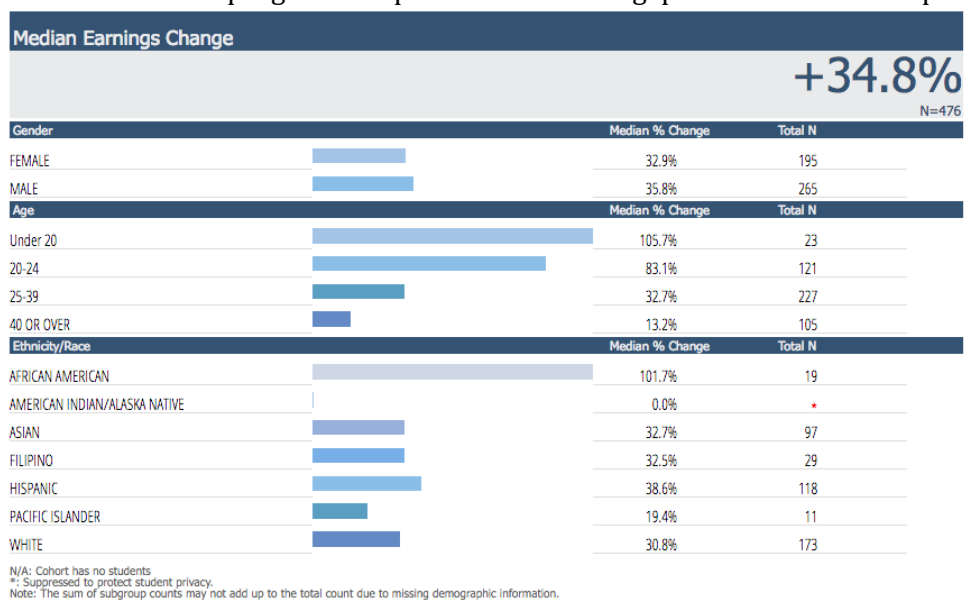 Median Earnings Change
+34.8%
N=476
Gender Median % Change Total N
FEMALE 32.9% 195
MALE 35.8% 265
Age Median % Change Total N
Under 20 105.7% 23
20-24 83.1% 121
25-39 32.7% 227
40 OR OVER 13.2% 105
Ethnicity/Race Median % Change Total N
AFRICAN AMERICAN 101.7% 19
AMERICAN INDIAN/ALASKA NATIVE 0.0% *
ASIAN 32.7% 97
FILIPINO 32.5% 29
HISPANIC 38.6% 118
PACIFIC ISLANDER 19.4% 11
WHITE 30.8% 173
N/A: Cohort has no students
*: Suppressed to protect student privacy.
Note: The sum of subgroup counts may not add up to the total count due to missing demographic information.